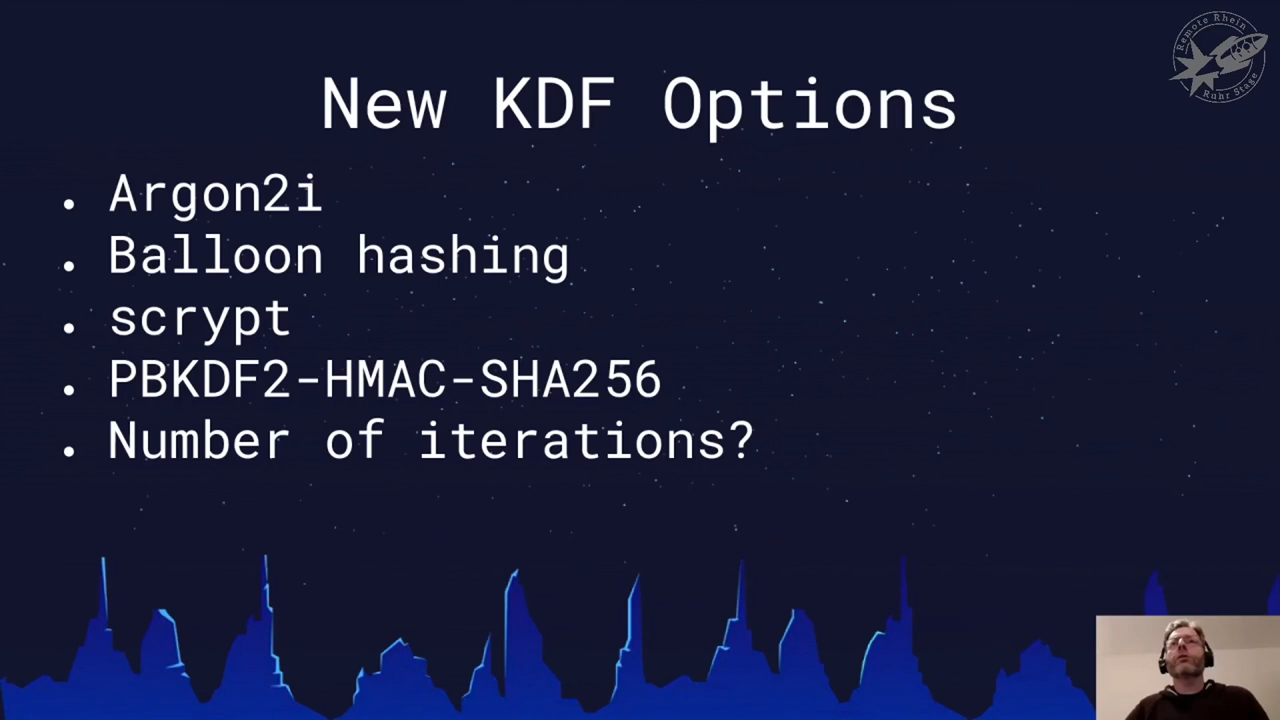 Remote Rhein
Ruhr Stage
New KDF Options
• Argon2i
• Balloon hashing
• scrypt
• PBKDF2-HMAC-SHA256
• Number of iterations?